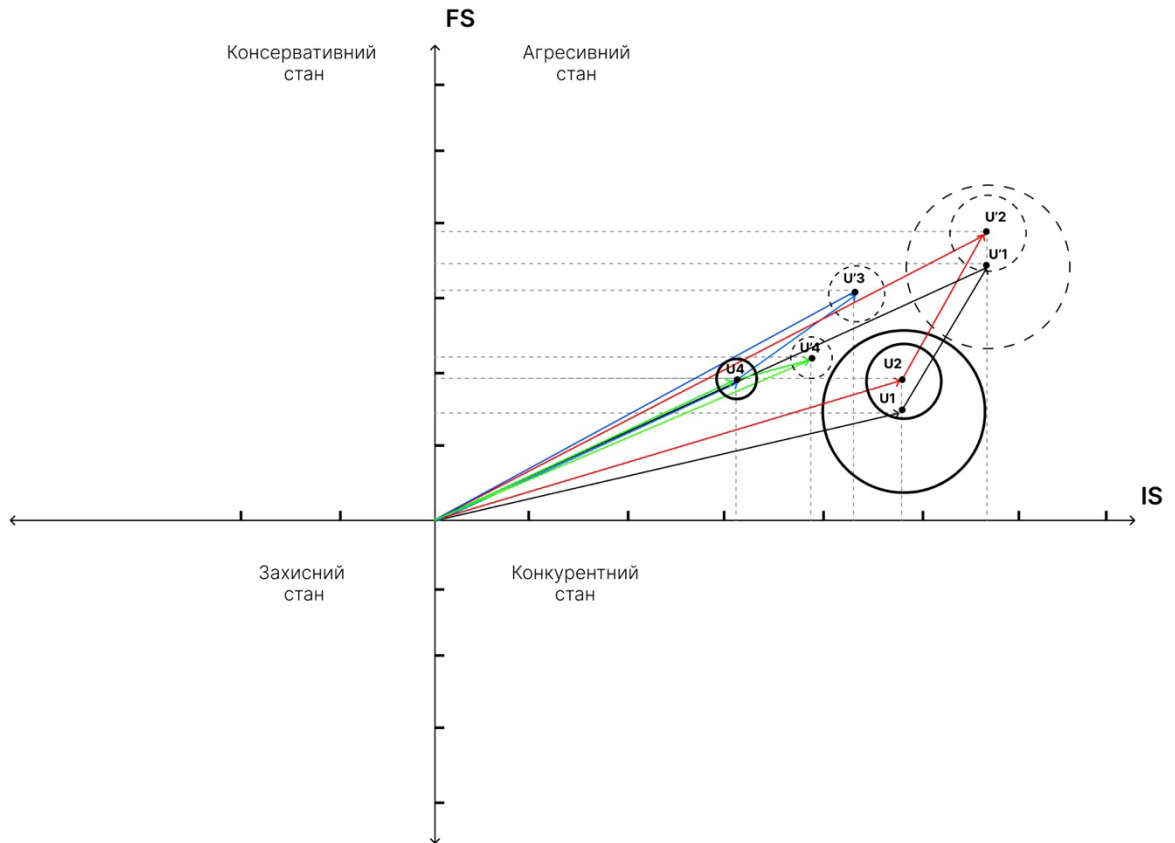 FS
Консервативний
стан
Агресивний
стан
U'2
U'1
U'3
U'4
U4
U2
U1
IS
Захисний
стан
Конкурентний
стан